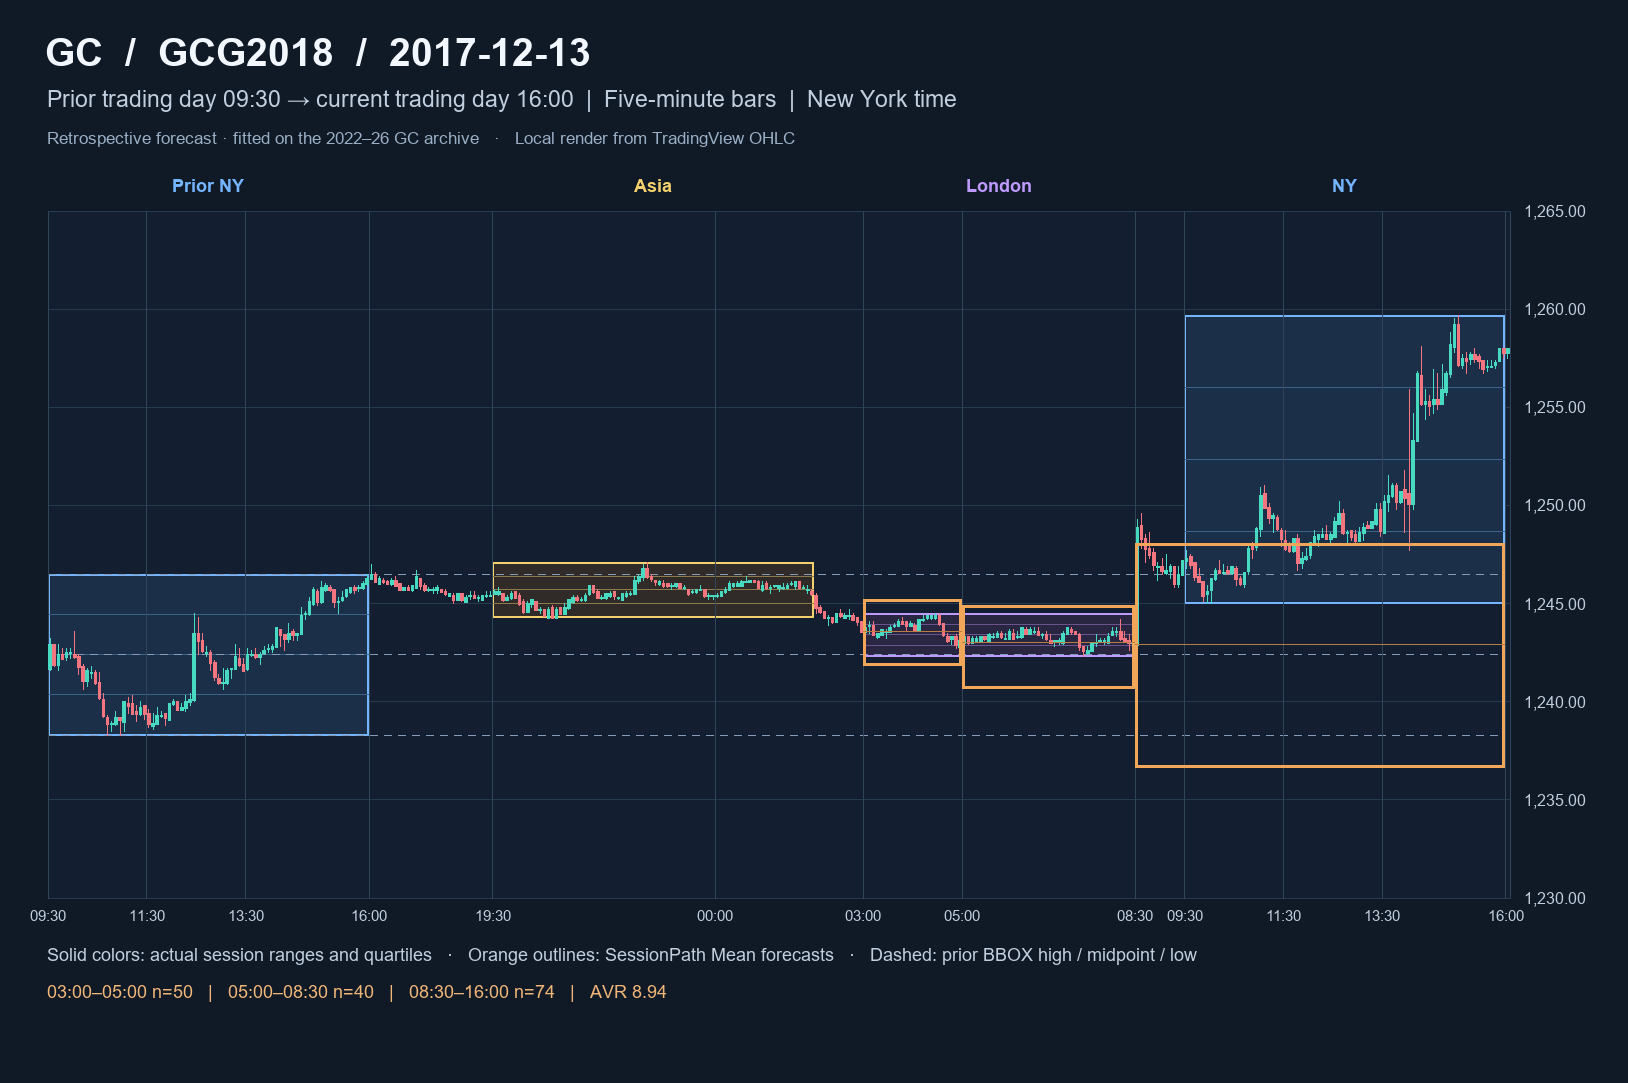 GC / GCG2018 / 2017-12-13
Prior trading day 09:30 → current trading day 16:00 | Five-minute bars | New York time
Retrospective forecast · fitted on the 2022–26 GC archive · Local render from TradingView OHLC
Prior NY Asia London NY
1,265.00
1,260.00
1,255.00
1,250.00
1,245.00
1,240.00
1,235.00
1,230.00
09:30 11:30 13:30 16:00 19:30 00:00 03:00 05:00 08:30 09:30 11:30 13:30 16:00
Solid colors: actual session ranges and quartiles · Orange outlines: SessionPath Mean forecasts · Dashed: prior BBOX high / midpoint / low
03:00–05:00 n=50 | 05:00–08:30 n=40 | 08:30–16:00 n=74 | AVR 8.94